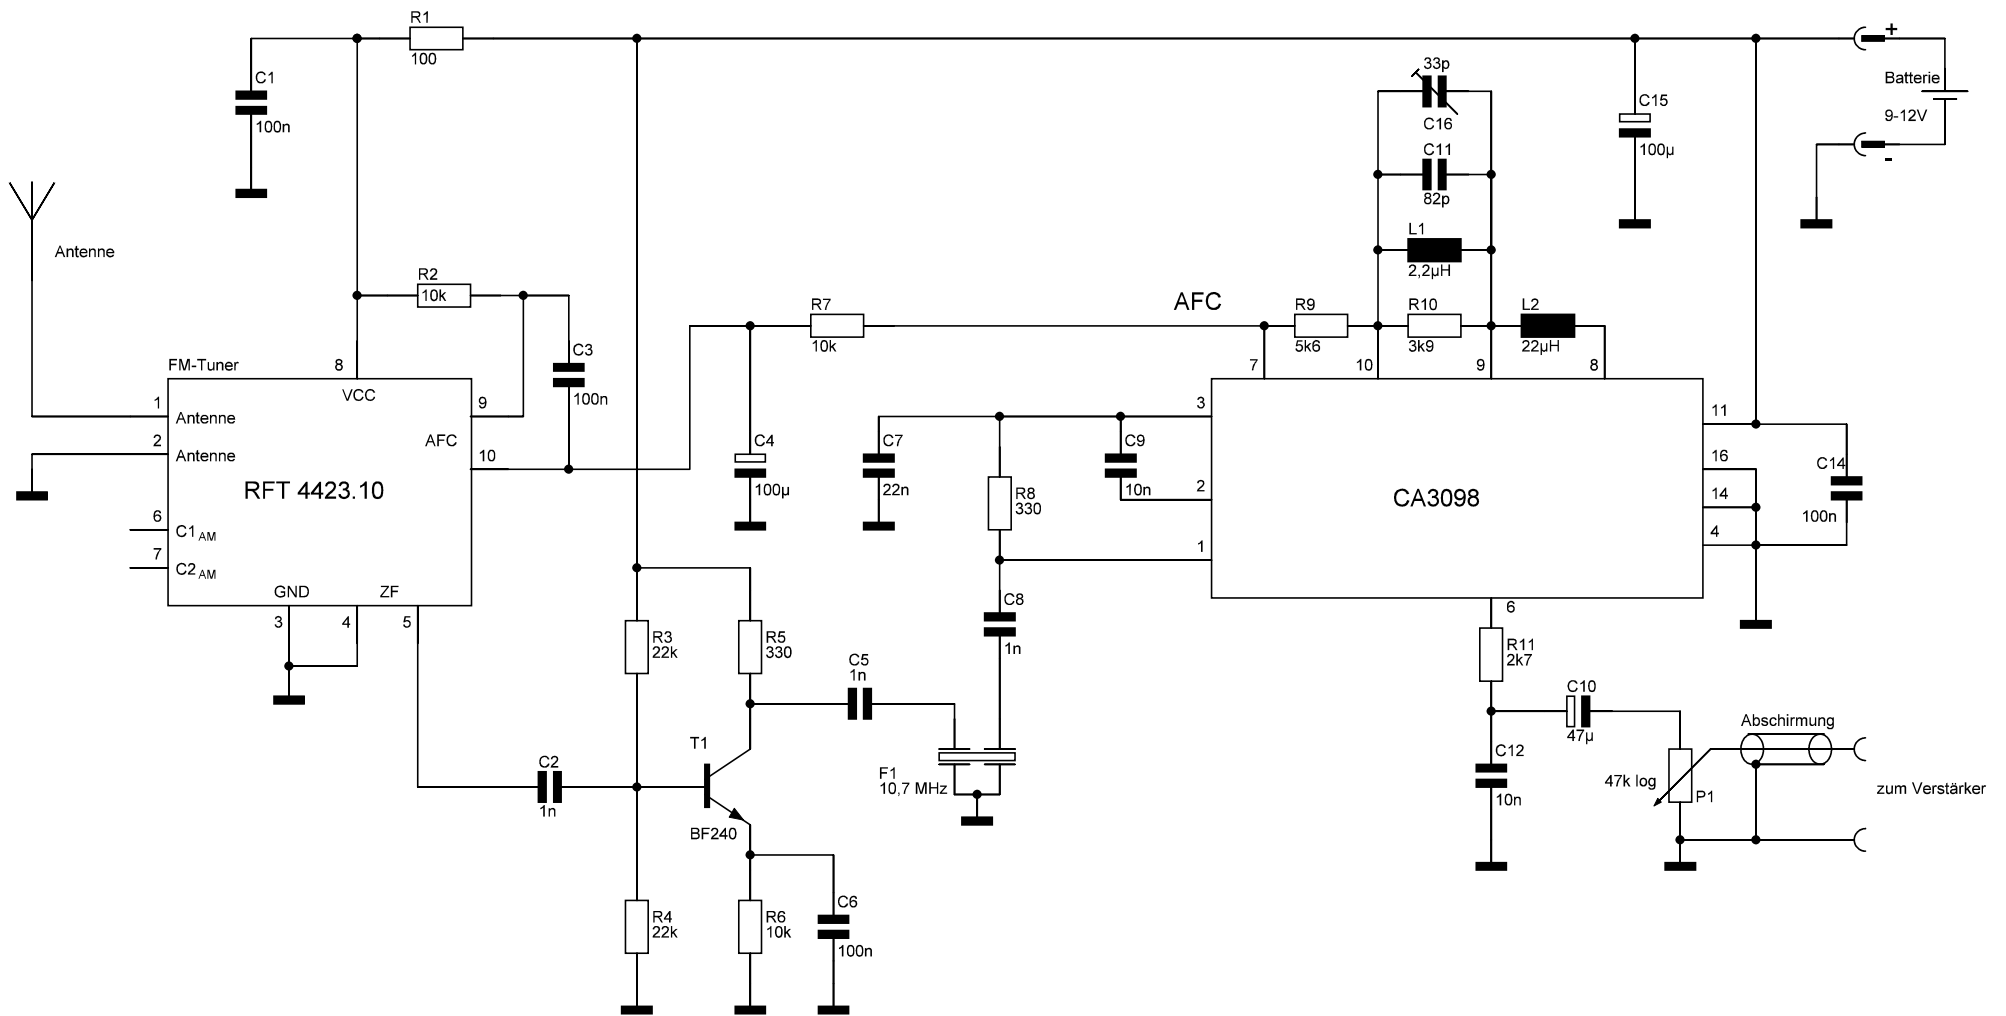 R1
100
C1
100n
Antenne
R2
10k
C3
100n
FM-Tuner
8
VCC
1
Antenne
2
Antenne
9
AFC
10
RFT 4423.10
6
C1AM
7
C2AM
GND
ZF
3
4
5
R3
22k
R5
330
C2
1n
T1
BF240
R4
22k
R6
10k
C6
100n
C5
1n
F1
10,7 MHz
C4
100µ
R7
10k
AFC
C7
22n
R8
330
C8
1n
C9
10n
33p
C16
C11
82p
L1
2,2µH
R9
5k6
R10
3k9
L2
22µH
7
10
9
8
3
2
1
CA3098
11
16
14
4
6
C14
100n
C15
100µ
+
Batterie
9-12V
-
R11
2k7
C10
47µ
C12
10n
47k log
P1
Abschirmung
zum Verstärker